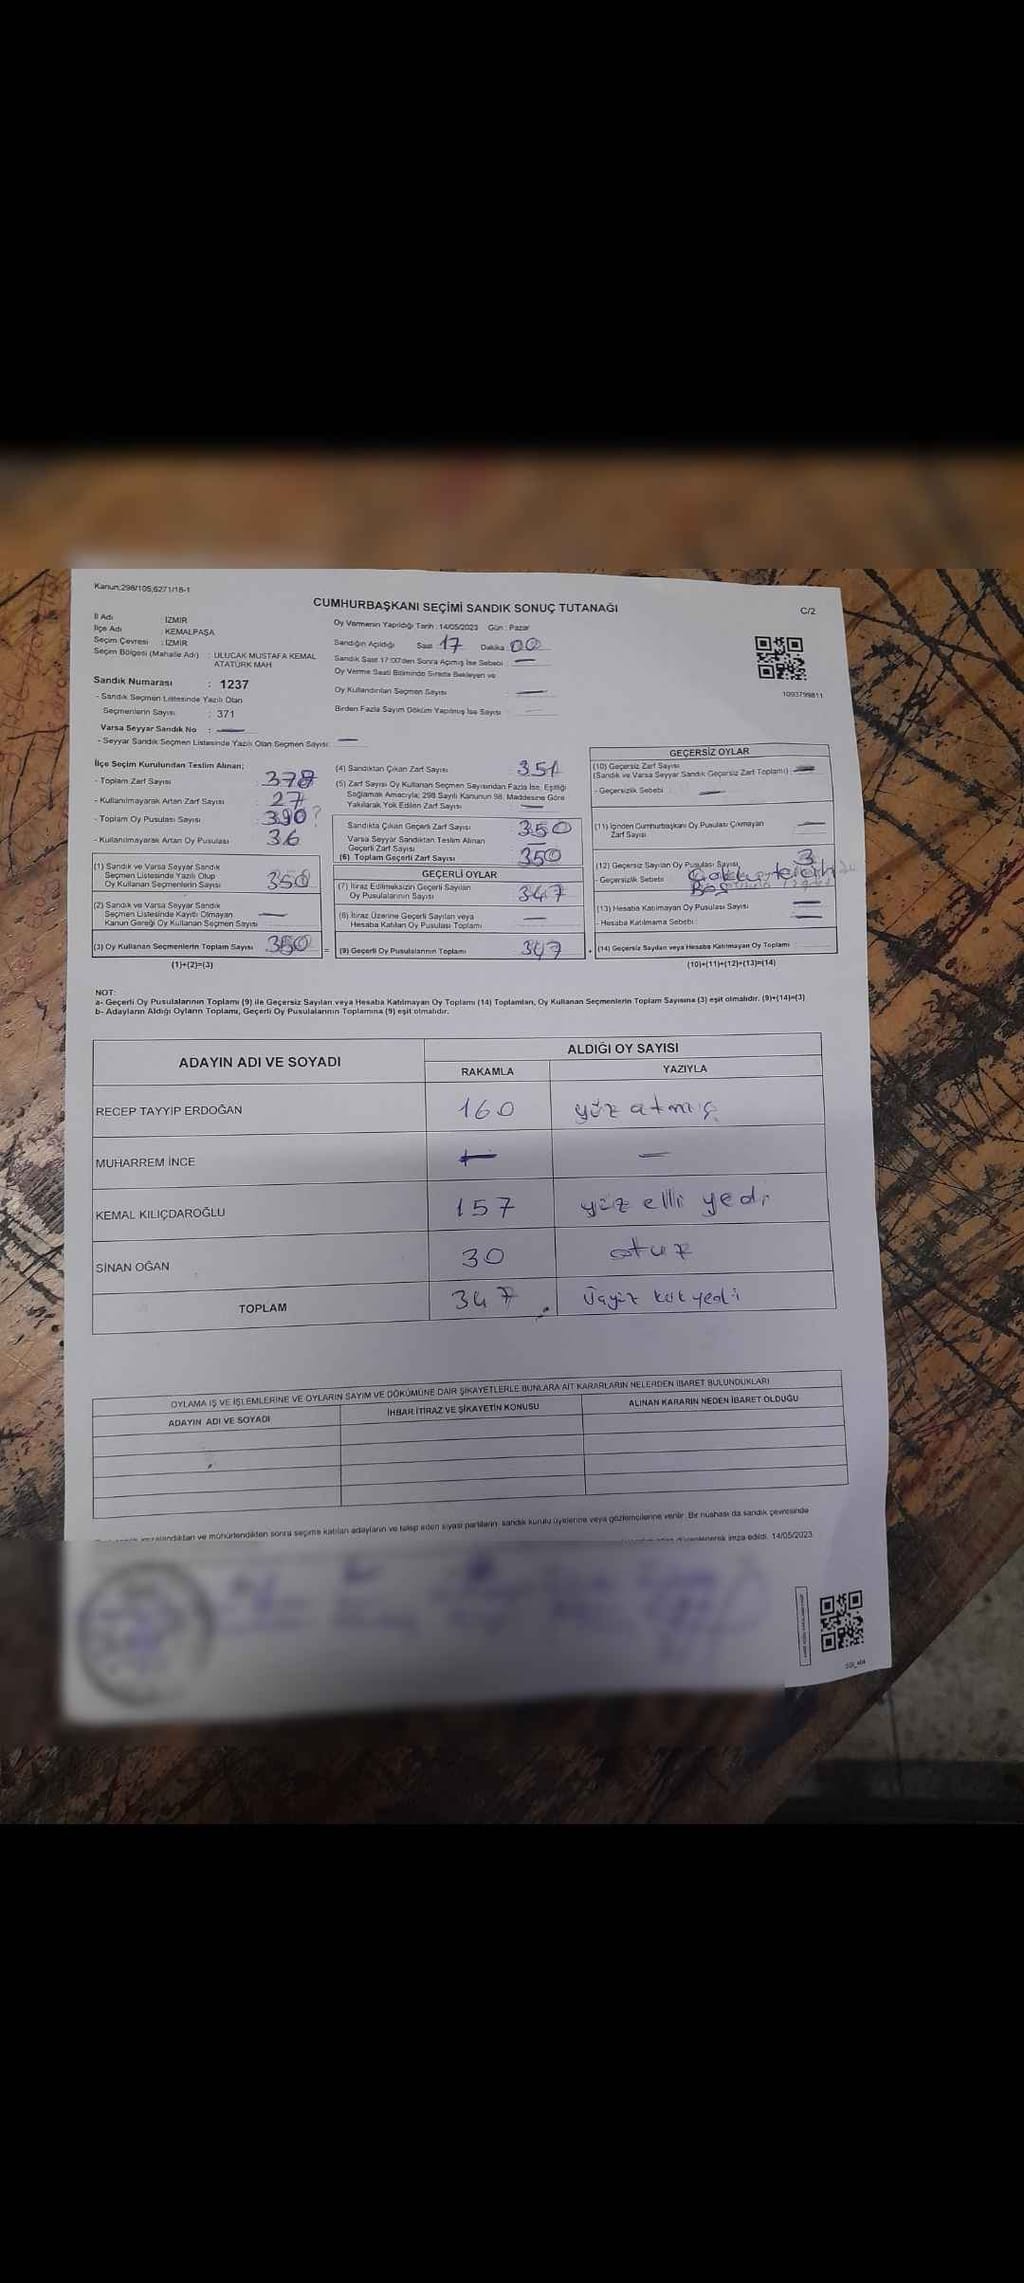 Kanun:298/105;6271/18-1
CUMHURBAŞKANI SEÇİMİ SANDIK SONUÇ TUTANAĞI
C/2
İl Adı : İZMİR
İlçe Adı : KEMALPAŞA
Seçim Çevresi : İZMİR
Seçim Bölgesi (Mahalle Adı) : ULUCAK MUSTAFA KEMAL
ATATÜRK MAH
Sandık Numarası : 1237
- Sandık Seçmen Listesinde Yazılı Olan
Seçmenlerin Sayısı : 371
Varsa Seyyar Sandık No : —
- Seyyar Sandık Seçmen Listesinde Yazılı Olan Seçmen Sayısı: —
Oy Vermenin Yapıldığı Tarih : 14/05/2023 Gün : Pazar
Sandığın Açıldığı Saat 17 Dakika 00
Sandık Saat 17:00'den Sonra Açmış İse Sebebi : —
Oy Verme Saati Bitiminde Sırada Bekleyen ve
Oy Kullandırılan Seçmen Sayısı : —
Birden Fazla Sayım Döküm Yapılmış İse Sayısı : —
1093799811
İlçe Seçim Kurulundan Teslim Alınan;
- Toplam Zarf Sayısı 378
- Kullanılmayarak Artan Zarf Sayısı 27
- Toplam Oy Pusulası Sayısı 390?
- Kullanılmayarak Artan Oy Pusulası 36
(1) Sandık ve Varsa Seyyar Sandık
Seçmen Listesinde Yazılı Olup
Oy Kullanan Seçmenlerin Sayısı 350
(2) Sandık ve Varsa Seyyar Sandık
Seçmen Listesinde Kayıtlı Olmayan
Kanun Gereği Oy Kullanan Seçmen Sayısı —
(3) Oy Kullanan Seçmenlerin Toplam Sayısı 350
(1)+(2)=(3)
=
(4) Sandıktan Çıkan Zarf Sayısı 351
(5) Zarf Sayısı Oy Kullanan Seçmen Sayısından Fazla İse, Eşitliği
Sağlamak Amacıyla; 298 Sayılı Kanunun 98. Maddesine Göre
Yakılarak Yok Edilen Zarf Sayısı —
Sandıkta Çıkan Geçerli Zarf Sayısı 350
Varsa Seyyar Sandıktan Teslim Alınan
Geçerli Zarf Sayısı —
(6) Toplam Geçerli Zarf Sayısı 350
GEÇERLİ OYLAR
(7) İtiraz Edilmeksizin Geçerli Sayılan
Oy Pusulalarının Sayısı 347
(8) İtiraz Üzerine Geçerli Sayılan veya
Hesaba Katılan Oy Pusulası Toplamı —
(9) Geçerli Oy Pusulalarının Toplamı 347
GEÇERSİZ OYLAR
(10) Geçersiz Zarf Sayısı
(Sandık ve Varsa Seyyar Sandık Geçersiz Zarf Toplamı) —
- Geçersizlik Sebebi : —
(11) İçinden Cumhurbaşkanı Oy Pusulası Çıkmayan
Zarf Sayısı —
(12) Geçersiz Sayılan Oy Pusulası Sayısı 3
- Geçersizlik Sebebi
Boş
(13) Hesaba Katılmayan Oy Pusulası Sayısı —
- Hesaba Katılmama Sebebi : —
(14) Geçersiz Sayılan veya Hesaba Katılmayan Oy Toplamı
(10)+(11)+(12)+(13)=(14)
NOT:
a- Geçerli Oy Pusulalarının Toplamı (9) ile Geçersiz Sayılan veya Hesaba Katılmayan Oy Toplamı (14) Toplamları, Oy Kullanan Seçmenlerin Toplam Sayısına (3) eşit olmalıdır. (9)+(14)=(3)
b- Adayların Aldığı Oyların Toplamı, Geçerli Oy Pusulalarının Toplamına (9) eşit olmalıdır.
ADAYIN ADI VE SOYADI
ALDIĞI OY SAYISI
RAKAMLA YAZIYLA
RECEP TAYYİP ERDOĞAN 160 yüz atmış
MUHARREM İNCE — —
KEMAL KILIÇDAROĞLU 157 yüz elli yedi
SİNAN OĞAN 30 otuz
TOPLAM 347 Üçyüz kırk yedi
OYLAMA İŞ VE İŞLEMLERİNE VE OYLARIN SAYIM VE DÖKÜMÜNE DAİR ŞİKAYETLERLE BUNLARA AİT KARARLARIN NELERDEN İBARET BULUNDUKLARI
ADAYIN ADI VE SOYADI İHBAR İTİRAZ VE ŞİKAYETİN KONUSU ALINAN KARARIN NEDEN İBARET OLDUĞU
ve mühürlendikten sonra seçime katılan adayların ve talep eden siyasi partilerin, sandık kurulu üyelerine veya gözlemcilerine verilir. Bir nüshası da sandık çevresinde
düzenlenerek imza edildi. 14/05/2023